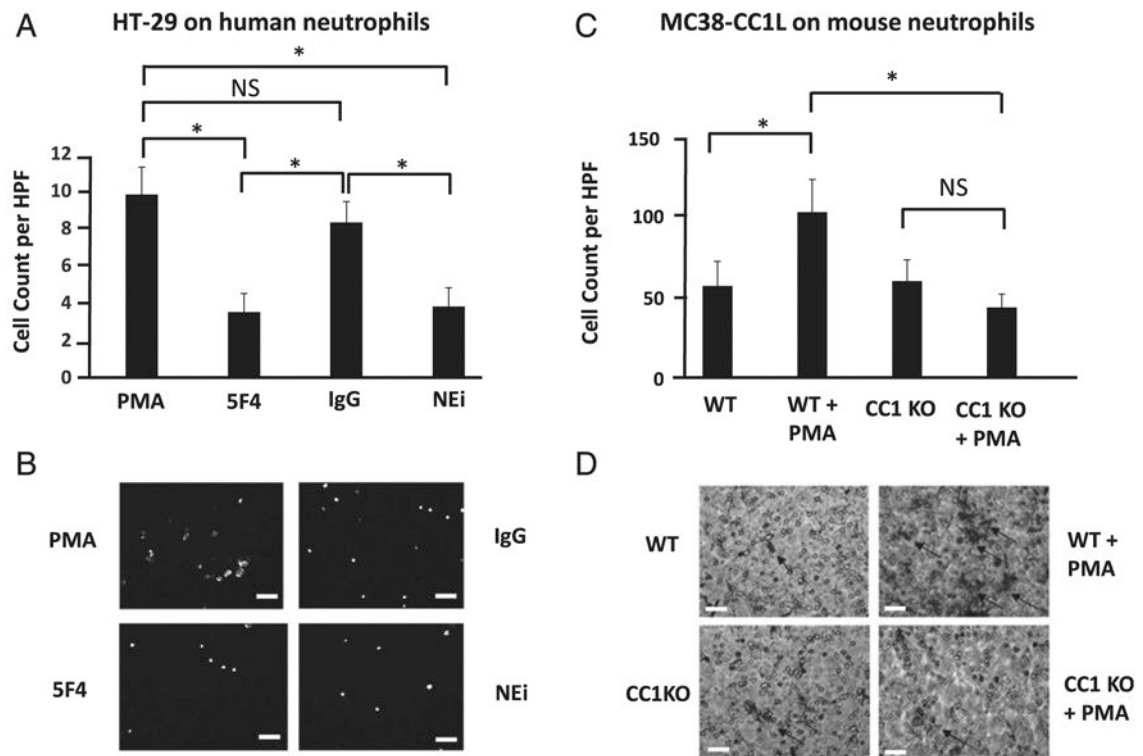 A
HT-29 on human neutrophils
*
NS
*
*
*
Cell Count per HPF
12
10
8
6
4
2
0
PMA
5F4
IgG
NEi
B
PMA
IgG
5F4
NEi
C
MC38-CC1L on mouse neutrophils
*
*
NS
Cell Count per HPF
150
100
50
0
WT
WT +
PMA
CC1 KO
CC1 KO
+ PMA
D
WT
WT +
PMA
CC1KO
CC1 KO
+ PMA